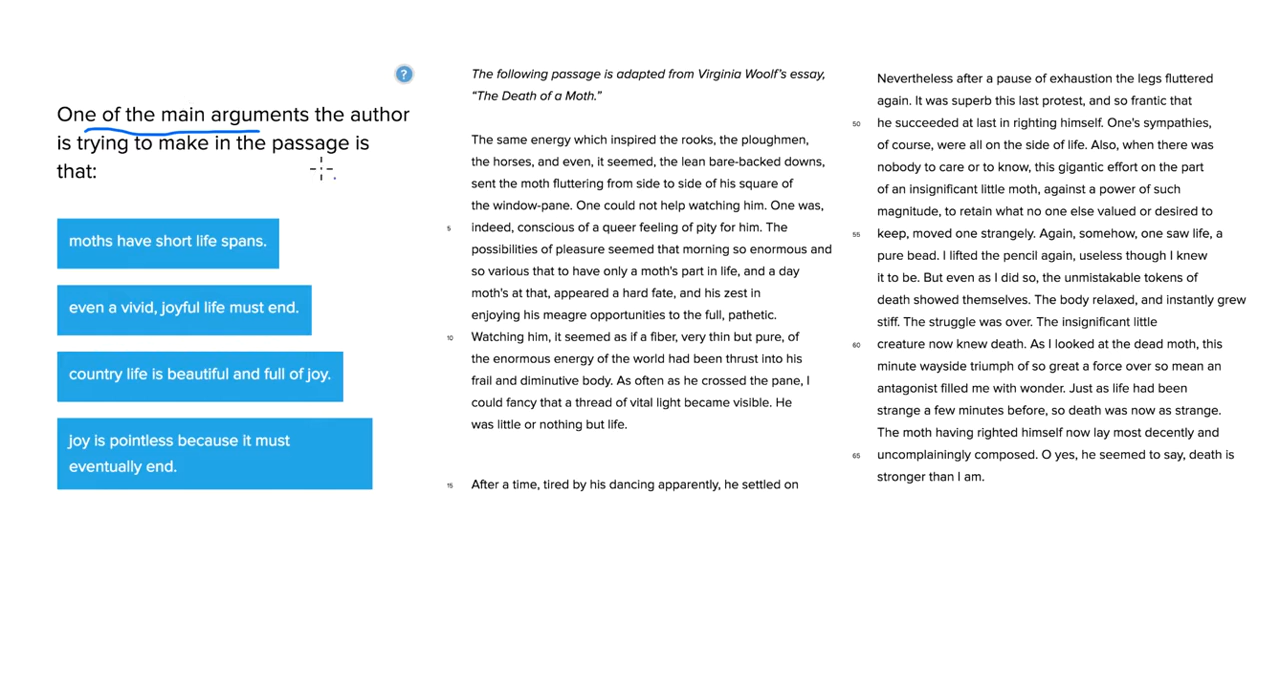 ?
One of the main arguments the author
is trying to make in the passage is
that:
moths have short life spans.
even a vivid, joyful life must end.
country life is beautiful and full of joy.
joy is pointless because it must
eventually end.
The following passage is adapted from Virginia Woolf's essay,
"The Death of a Moth."
The same energy which inspired the rooks, the ploughmen,
the horses, and even, it seemed, the lean bare-backed downs,
sent the moth fluttering from side to side of his square of
the window-pane. One could not help watching him. One was,
5 indeed, conscious of a queer feeling of pity for him. The
possibilities of pleasure seemed that morning so enormous and
so various that to have only a moth's part in life, and a day
moth's at that, appeared a hard fate, and his zest in
enjoying his meagre opportunities to the full, pathetic.
10 Watching him, it seemed as if a fiber, very thin but pure, of
the enormous energy of the world had been thrust into his
frail and diminutive body. As often as he crossed the pane, I
could fancy that a thread of vital light became visible. He
was little or nothing but life.
15 After a time, tired by his dancing apparently, he settled on
Nevertheless after a pause of exhaustion the legs fluttered
again. It was superb this last protest, and so frantic that
50 he succeeded at last in righting himself. One's sympathies,
of course, were all on the side of life. Also, when there was
nobody to care or to know, this gigantic effort on the part
of an insignificant little moth, against a power of such
magnitude, to retain what no one else valued or desired to
55 keep, moved one strangely. Again, somehow, one saw life, a
pure bead. I lifted the pencil again, useless though I knew
it to be. But even as I did so, the unmistakable tokens of
death showed themselves. The body relaxed, and instantly grew
stiff. The struggle was over. The insignificant little
60 creature now knew death. As I looked at the dead moth, this
minute wayside triumph of so great a force over so mean an
antagonist filled me with wonder. Just as life had been
strange a few minutes before, so death was now as strange.
The moth having righted himself now lay most decently and
65 uncomplainingly composed. O yes, he seemed to say, death is
stronger than I am.